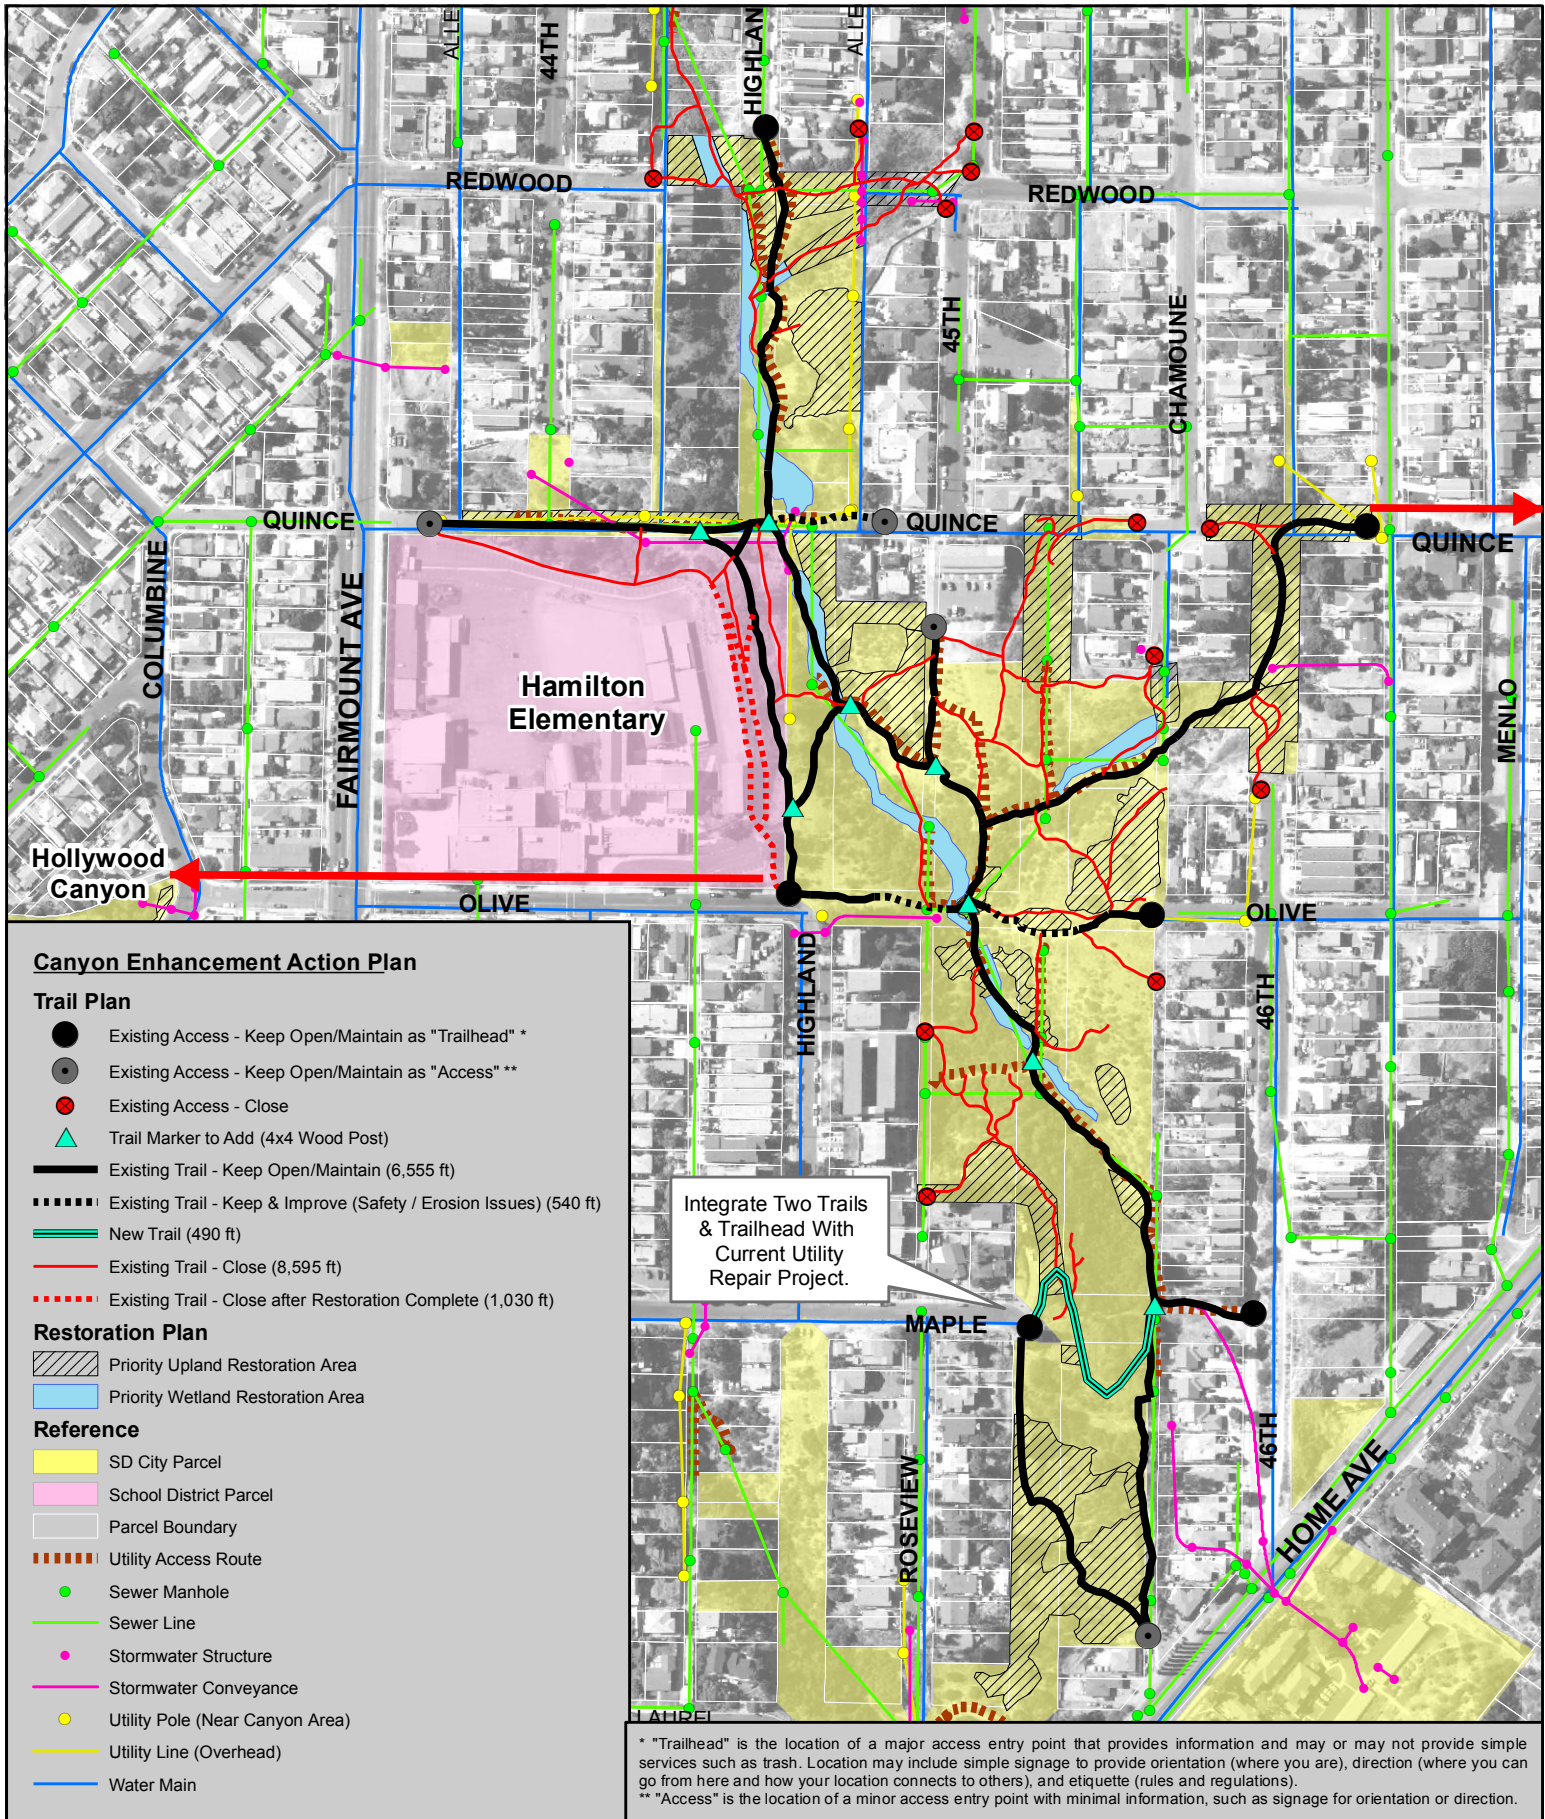 ALLE
44TH
HIGHLAN
ALLE
REDWOOD
REDWOOD
45TH
CHAMOUNE
QUINCE
QUINCE
QUINCE
COLUMBINE
FAIRMOUNT AVE
Hamilton
Elementary
MENLO
Hollywood
Canyon
OLIVE
OLIVE
HIGHLAND
46TH
Integrate Two Trails
& Trailhead With
Current Utility
Repair Project.
MAPLE
ROSEVIEW
46TH
HOME AVE
LAUREL
Canyon Enhancement Action Plan
Trail Plan
Existing Access - Keep Open/Maintain as "Trailhead" *
Existing Access - Keep Open/Maintain as "Access" **
Existing Access - Close
Trail Marker to Add (4x4 Wood Post)
Existing Trail - Keep Open/Maintain (6,555 ft)
Existing Trail - Keep & Improve (Safety / Erosion Issues) (540 ft)
New Trail (490 ft)
Existing Trail - Close (8,595 ft)
Existing Trail - Close after Restoration Complete (1,030 ft)
Restoration Plan
Priority Upland Restoration Area
Priority Wetland Restoration Area
Reference
SD City Parcel
School District Parcel
Parcel Boundary
Utility Access Route
Sewer Manhole
Sewer Line
Stormwater Structure
Stormwater Conveyance
Utility Pole (Near Canyon Area)
Utility Line (Overhead)
Water Main
* "Trailhead" is the location of a major access entry point that provides information and may or may not provide simple
services such as trash. Location may include simple signage to provide orientation (where you are), direction (where you can
go from here and how your location connects to others), and etiquette (rules and regulations).
** "Access" is the location of a minor access entry point with minimal information, such as signage for orientation or direction.